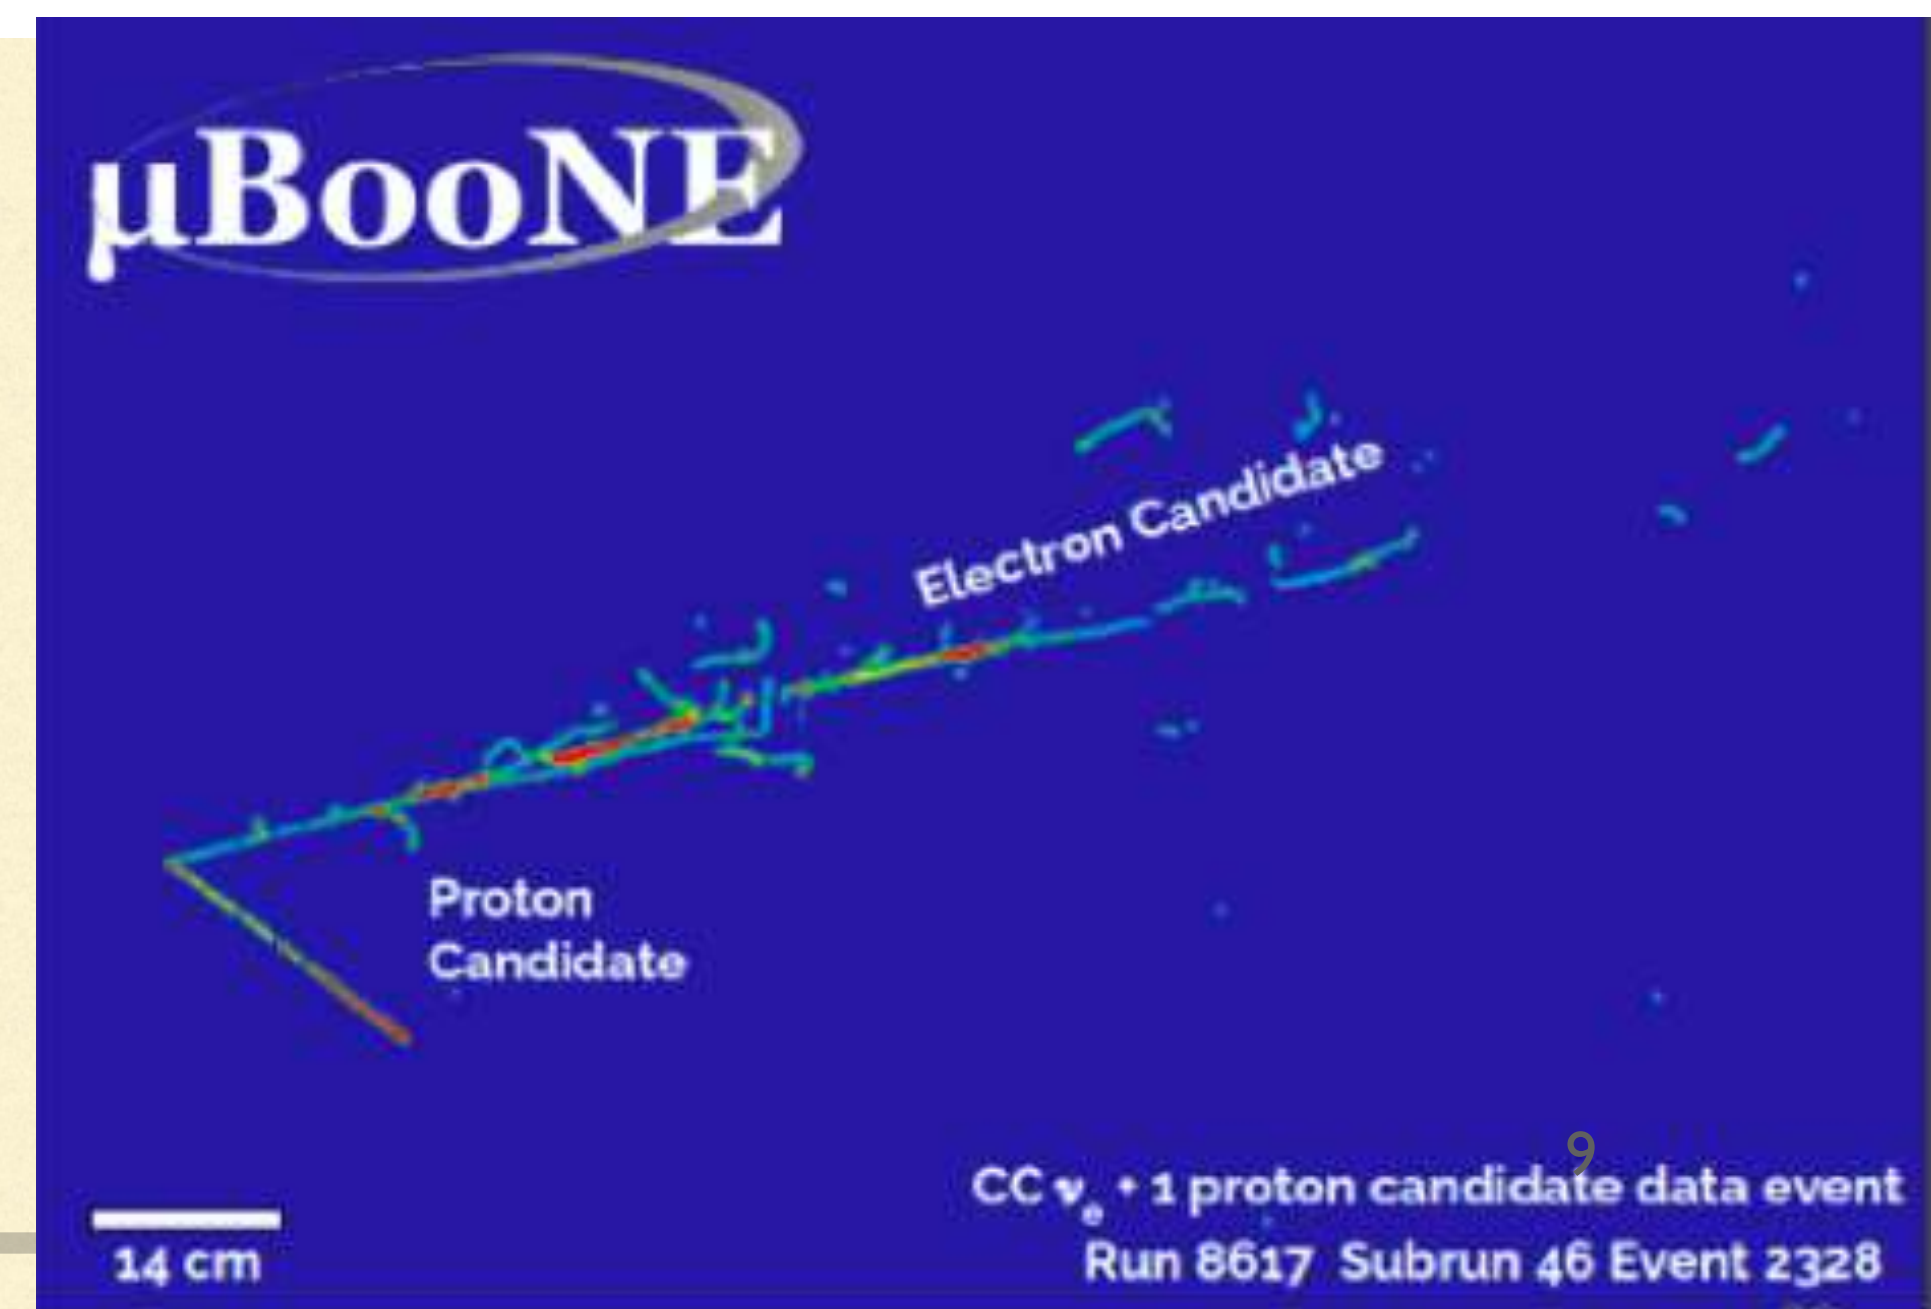 µBooNE
Electron Candidate
Proton
Candidate
9
CC νe + 1 proton candidate data event
Run 8617 Subrun 46 Event 2328
14 cm